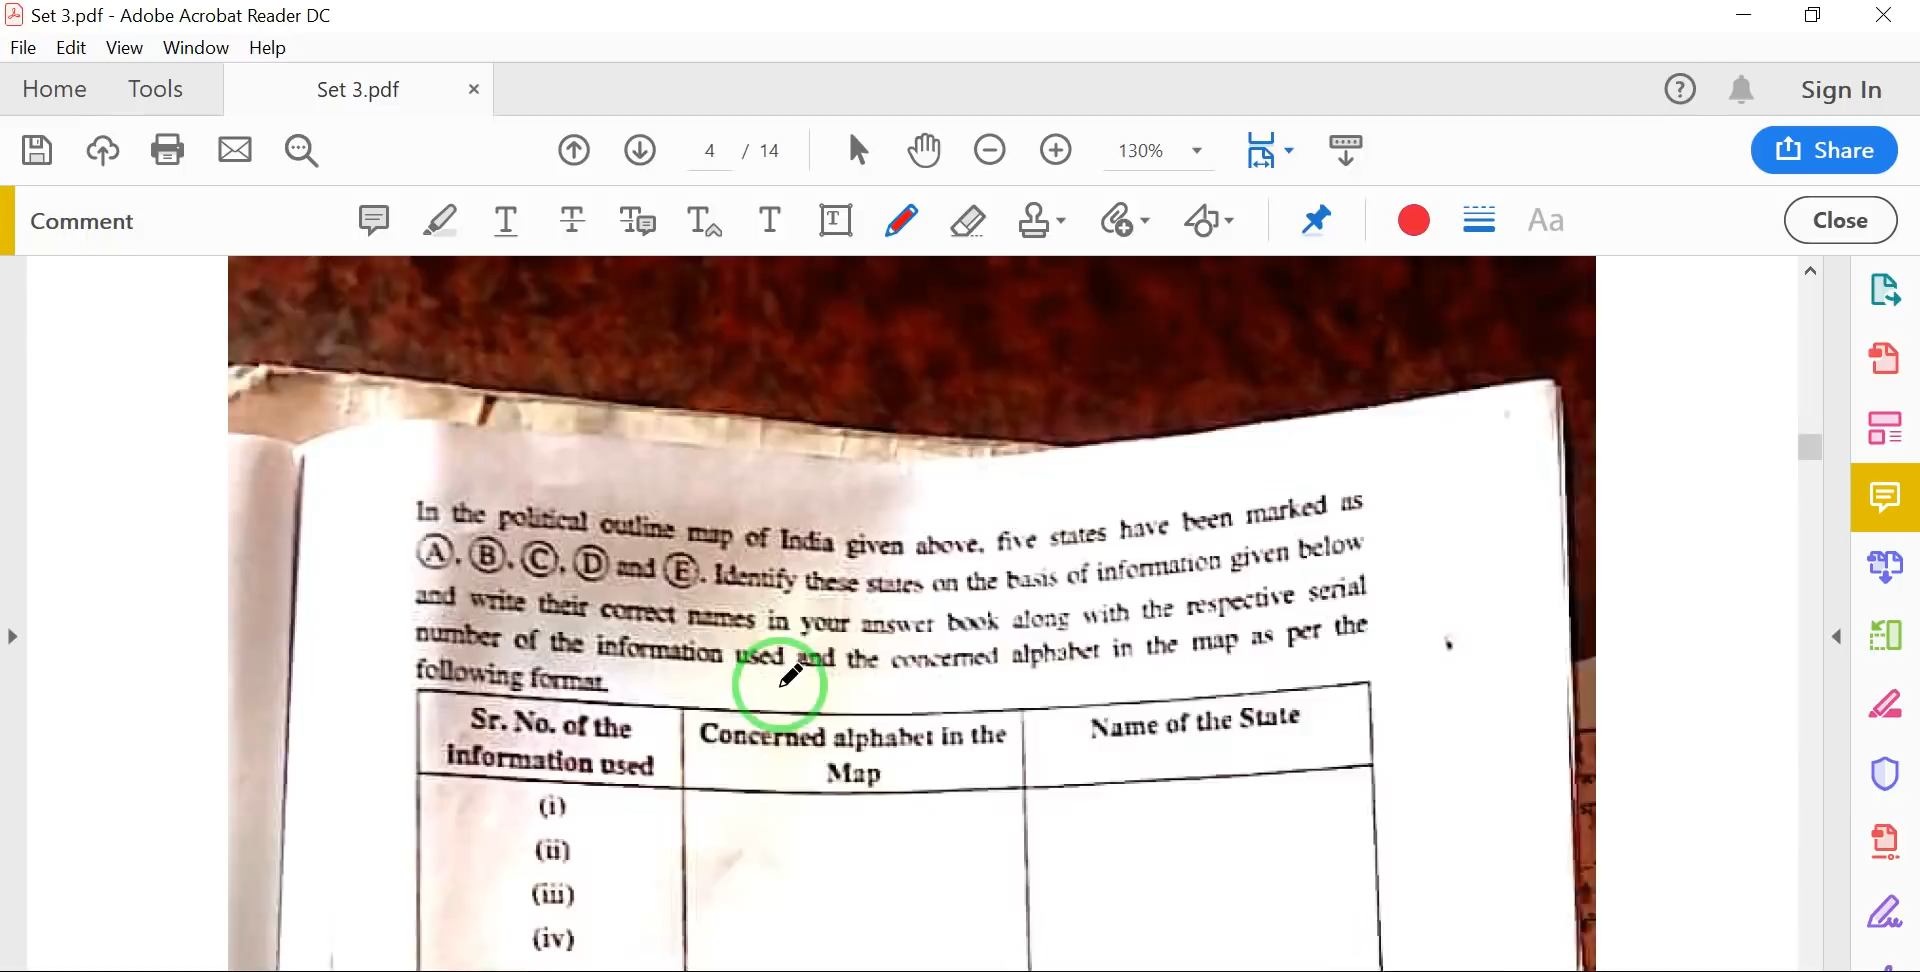 Set 3.pdf - Adobe Acrobat Reader DC
File Edit View Window Help
Home Tools Set 3.pdf × Sign In
4 / 14 130% Share
Comment Aa Close
In the political outline map of India given above, five states have been marked as
Ⓐ, Ⓑ, Ⓒ, Ⓓ and Ⓔ. Identify these states on the basis of information given below
and write their correct names in your answer book along with the respective serial
number of the information used and the concerned alphabet in the map as per the
following format.
Sr. No. of the
information used
Concerned alphabet in the
Map
Name of the State
(i)
(ii)
(iii)
(iv)